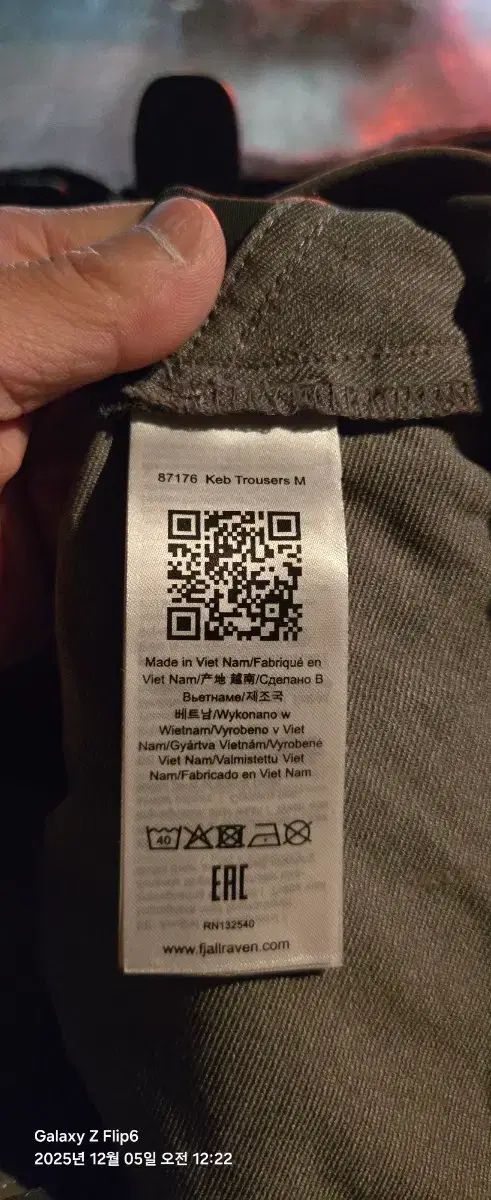 87176 Keb Trousers M
Made in Viet Nam/Fabriqué en
Viet Nam/产地 越南/Сделано В
Вьетнаме/제조국
베트남/Wykonano w
Wietnam/Vyrobeno v Viet
Nam/Gyártva Vietnám/Vyrobené
Viet Nam/Valmistettu Viet
Nam/Fabricado en Viet Nam
40
EAC
RN132540
www.fjallraven.com
Galaxy Z Flip6
2025년 12월 05일 오전 12:22